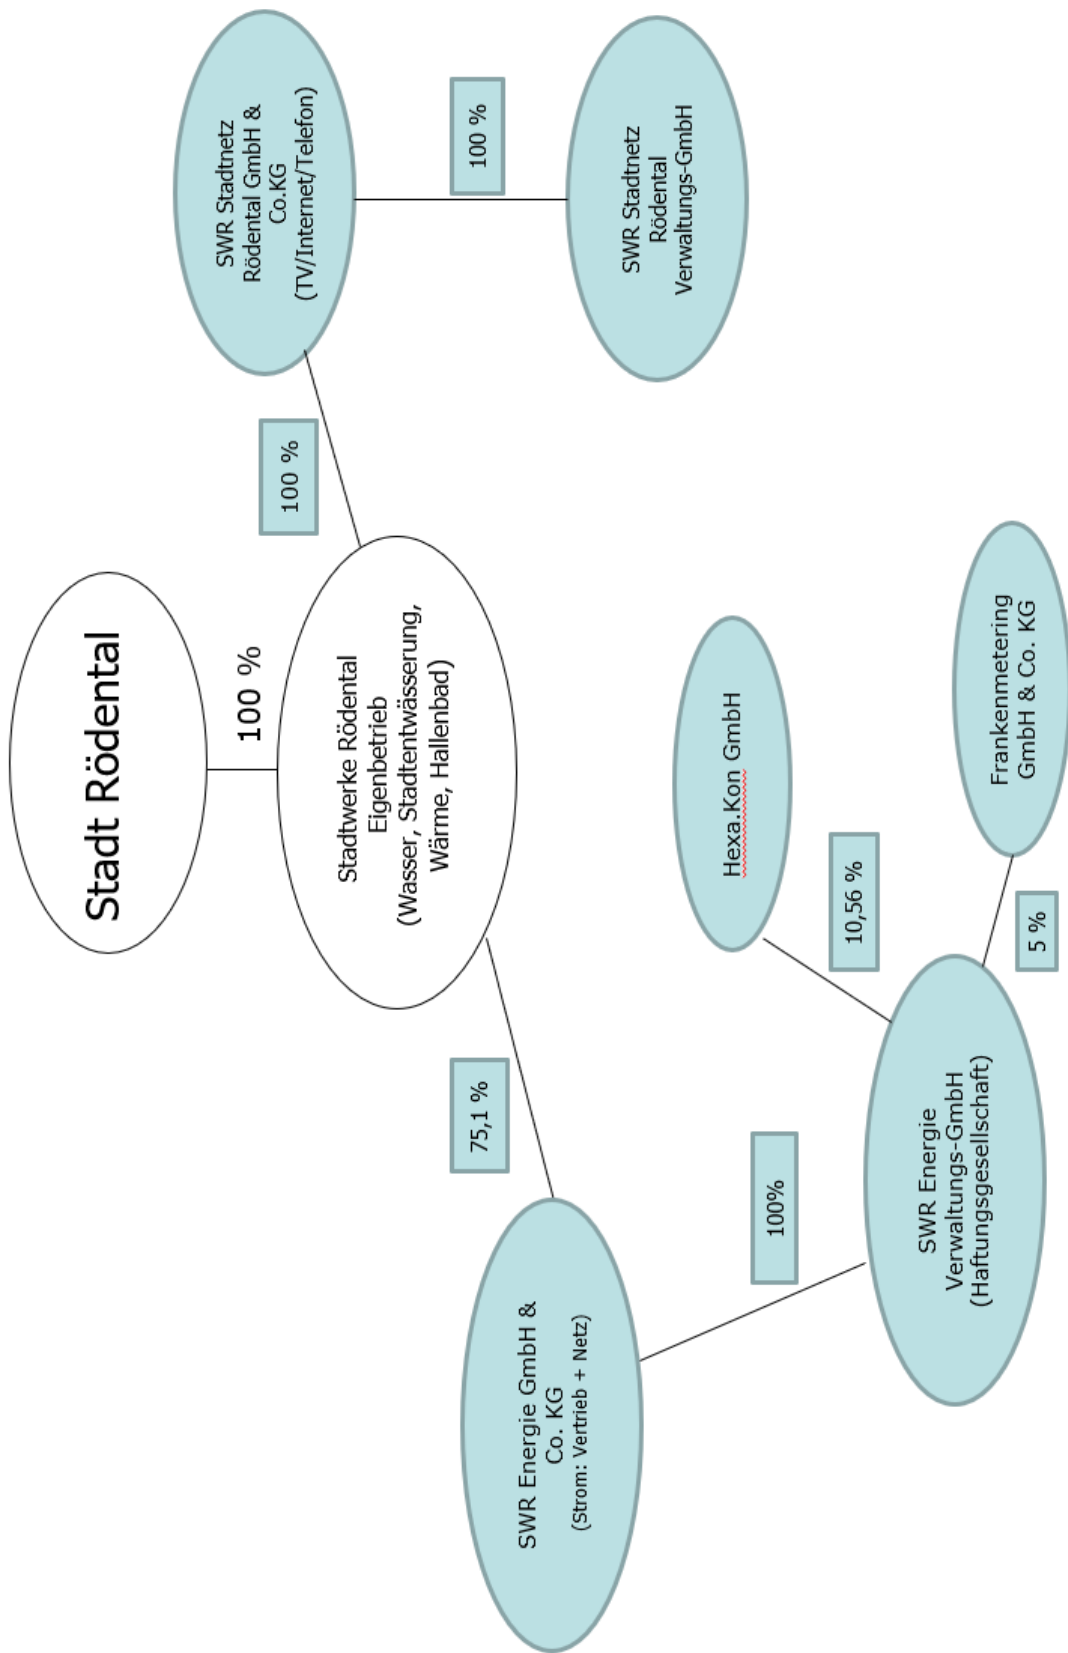 Stadt Rödental
100 %
Stadtwerke Rödental
Eigenbetrieb
(Wasser, Stadtentwässerung,
Wärme, Hallenbad)
75,1 %
100 %
SWR Energie GmbH &
Co. KG
(Strom: Vertrieb + Netz)
SWR Stadtnetz
Rödental GmbH &
Co.KG
(TV/Internet/Telefon)
100%
100 %
SWR Energie
Verwaltungs-GmbH
(Haftungsgesellschaft)
SWR Stadtnetz
Rödental
Verwaltungs-GmbH
10,56 %
Hexa.Kon GmbH
5 %
Frankenmetering
GmbH & Co. KG